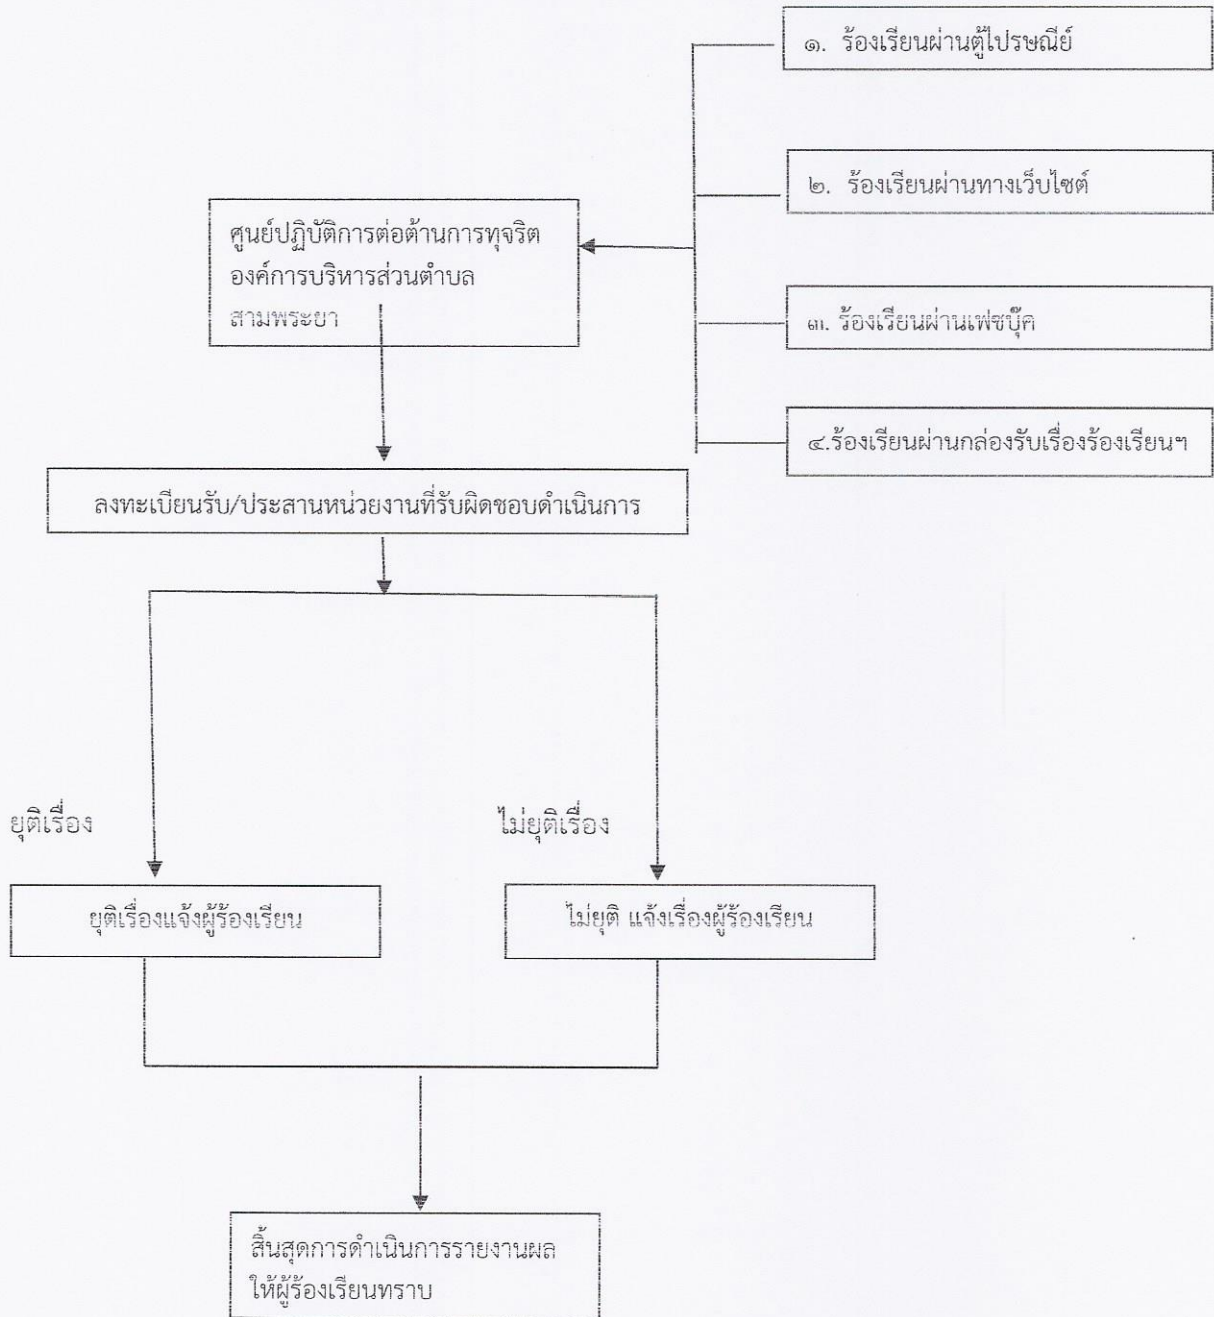 ๑. ร้องเรียนผ่านตู้ไปรษณีย์
๒. ร้องเรียนผ่านทางเว็บไซต์
ศูนย์ปฏิบัติการต่อต้านการทุจริต
องค์การบริหารส่วนตำบล
สามพระยา
๓. ร้องเรียนผ่านเฟซบุ๊ค
๔.ร้องเรียนผ่านกล่องรับเรื่องร้องเรียนฯ
ลงทะเบียนรับ/ประสานหน่วยงานที่รับผิดชอบดำเนินการ
ยุติเรื่อง
ไม่ยุติเรื่อง
ยุติเรื่องแจ้งผู้ร้องเรียน
ไม่ยุติ แจ้งเรื่องผู้ร้องเรียน
สิ้นสุดการดำเนินการรายงานผล
ให้ผู้ร้องเรียนทราบ